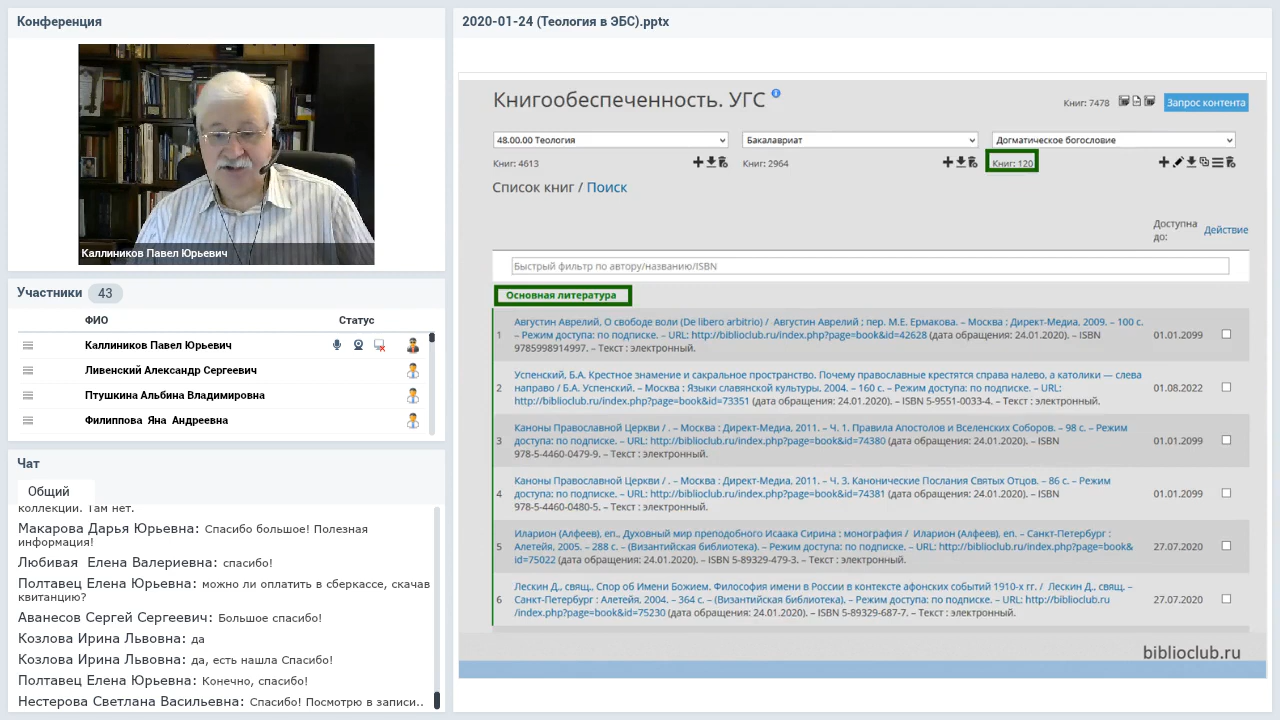 Конференция
Каллиников Павел Юрьевич
Участники 43
ФИО Статус
Каллиников Павел Юрьевич
Ливенский Александр Сергеевич
Птушкина Альбина Владимировна
Филиппова Яна Андреевна
Чат
Общий
коллекции. Там нет.
Макарова Дарья Юрьевна: Спасибо большое! Полезная
информация!
Любивая Елена Валериевна: спасибо!
Полтавец Елена Юрьевна: можно ли оплатить в сберкассе, скачав
квитанцию?
Аванесов Сергей Сергеевич: Большое спасибо!
Козлова Ирина Львовна: да
Козлова Ирина Львовна: да, есть нашла Спасибо!
Полтавец Елена Юрьевна: Конечно, спасибо!
Нестерова Светлана Васильевна: Спасибо! Посмотрю в записи..
2020-01-24 (Теология в ЭБС).pptx
Книгообеспеченность. УГС
Книг: 7478 Запрос контента
48.00.00 Теология Бакалавриат Догматическое богословие
Книг: 4613 Книг: 2964 Книг: 120
Список книг / Поиск
Доступна до: Действие
Быстрый фильтр по автору/названию/ISBN
Основная литература
1 Августин Аврелий, О свободе воли (De libero arbitrio) / Августин Аврелий ; пер. М.Е. Ермакова. – Москва : Директ-Медиа, 2009. – 100 с.
– Режим доступа: по подписке. – URL: http://biblioclub.ru/index.php?page=book&id=42628 (дата обращения: 24.01.2020). – ISBN 01.01.2099
9785998914997. – Текст : электронный.
2 Успенский, Б.А. Крестное знамение и сакральное пространство. Почему православные крестятся справа налево, а католики — слева
направо / Б.А. Успенский. – Москва : Языки славянской культуры, 2004. – 160 с. – Режим доступа: по подписке. – URL: 01.08.2022
http://biblioclub.ru/index.php?page=book&id=73351 (дата обращения: 24.01.2020). – ISBN 5-9551-0033-4. – Текст : электронный.
3 Каноны Православной Церкви / . – Москва : Директ-Медиа, 2011. – Ч. 1. Правила Апостолов и Вселенских Соборов. – 98 с. – Режим
доступа: по подписке. – URL: http://biblioclub.ru/index.php?page=book&id=74380 (дата обращения: 24.01.2020). – ISBN 01.01.2099
978-5-4460-0479-9. – Текст : электронный.
4 Каноны Православной Церкви / . – Москва : Директ-Медиа, 2011. – Ч. 3. Канонические Послания Святых Отцов. – 86 с. – Режим
доступа: по подписке. – URL: http://biblioclub.ru/index.php?page=book&id=74381 (дата обращения: 24.01.2020). – ISBN 01.01.2099
978-5-4460-0480-5. – Текст : электронный.
5 Иларион (Алфеев), еп., Духовный мир преподобного Исаака Сирина : монография / Иларион (Алфеев), еп. – Санкт-Петербург :
Алетейя, 2005. – 288 с. – (Византийская библиотека). – Режим доступа: по подписке. – URL: http://biblioclub.ru/index.php?page=book& 27.07.2020
id=75022 (дата обращения: 24.01.2020). – ISBN 5-89329-479-3. – Текст : электронный.
6 Лескин Д., свящ., Спор об Имени Божием. Философия имени в России в контексте афонских событий 1910-х гг. / Лескин Д., свящ. –
Санкт-Петербург : Алетейя, 2004. – 364 с. – (Византийская библиотека). – Режим доступа: по подписке. – URL: http://biblioclub.ru 27.07.2020
/index.php?page=book&id=75230 (дата обращения: 24.01.2020). – ISBN 5-89329-687-7. – Текст : электронный.
biblioclub.ru